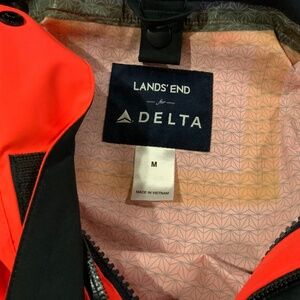 LANDS' END
for
DELTA
M
MADE IN VIETNAM